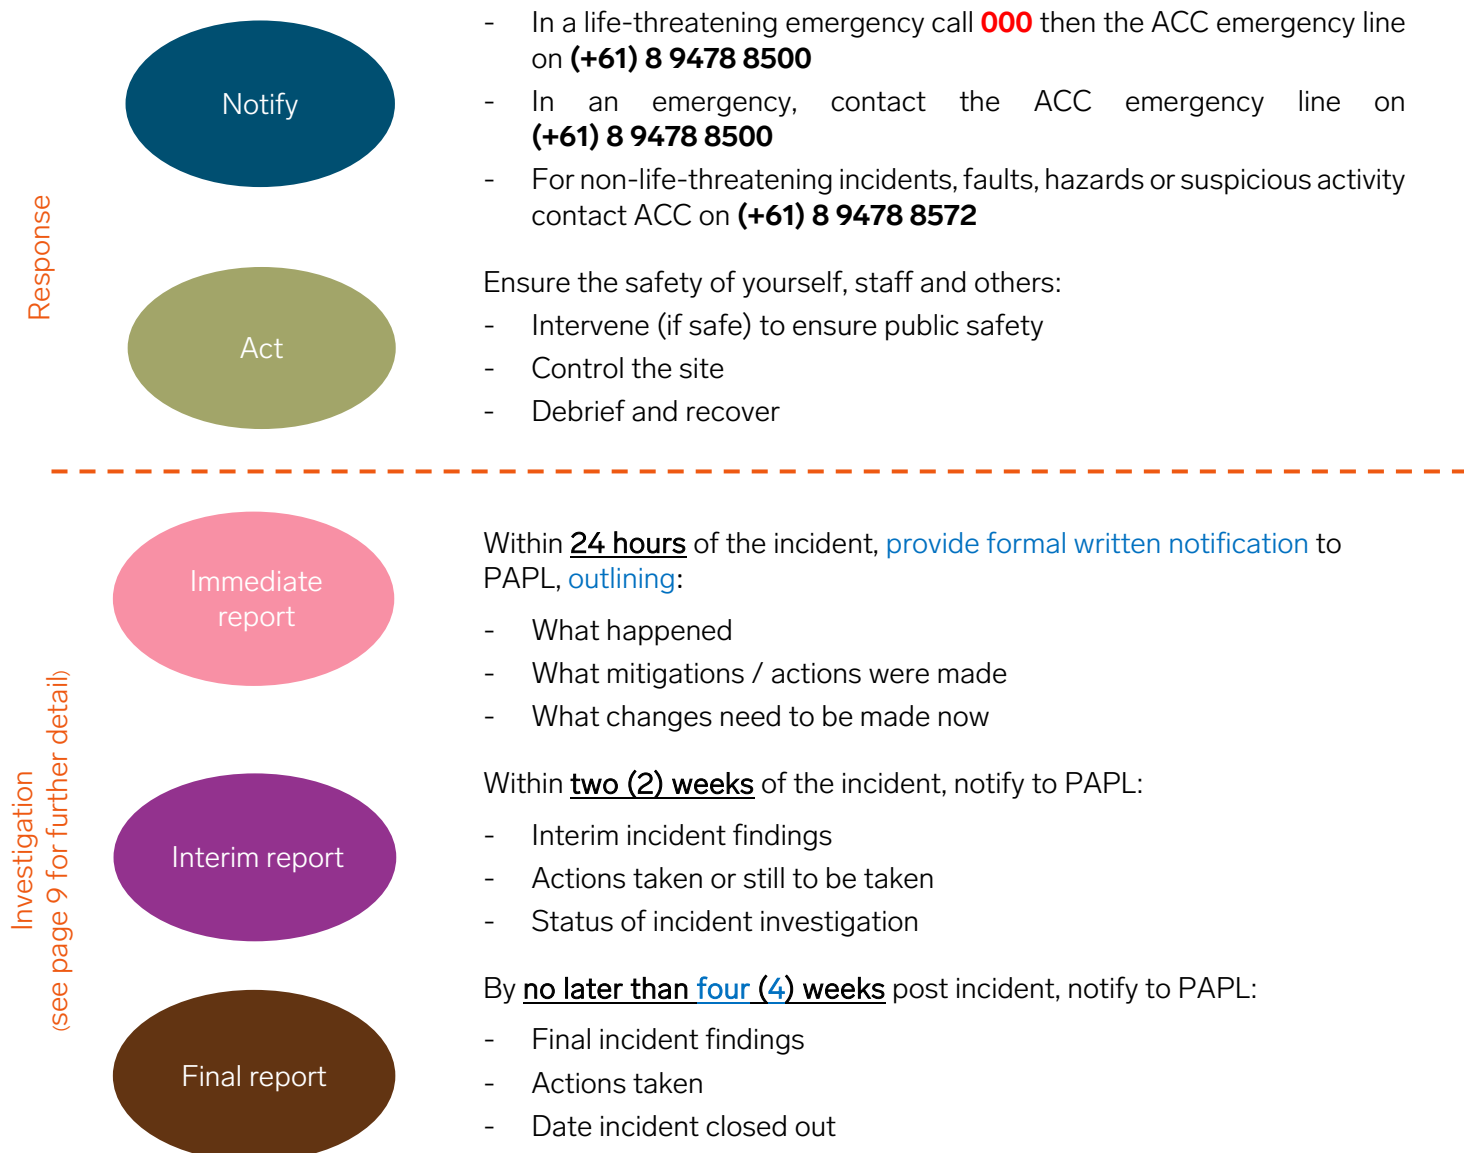 Response
Notify
- In a life-threatening emergency call 000 then the ACC emergency line
on (+61) 8 9478 8500
- In an emergency, contact the ACC emergency line on
(+61) 8 9478 8500
- For non-life-threatening incidents, faults, hazards or suspicious activity
contact ACC on (+61) 8 9478 8572
Act
Ensure the safety of yourself, staff and others:
- Intervene (if safe) to ensure public safety
- Control the site
- Debrief and recover
Investigation
(see page 9 for further detail)
Immediate
report
Within 24 hours of the incident, provide formal written notification to
PAPL, outlining:
- What happened
- What mitigations / actions were made
- What changes need to be made now
Interim report
Within two (2) weeks of the incident, notify to PAPL:
- Interim incident findings
- Actions taken or still to be taken
- Status of incident investigation
Final report
By no later than four (4) weeks post incident, notify to PAPL:
- Final incident findings
- Actions taken
- Date incident closed out